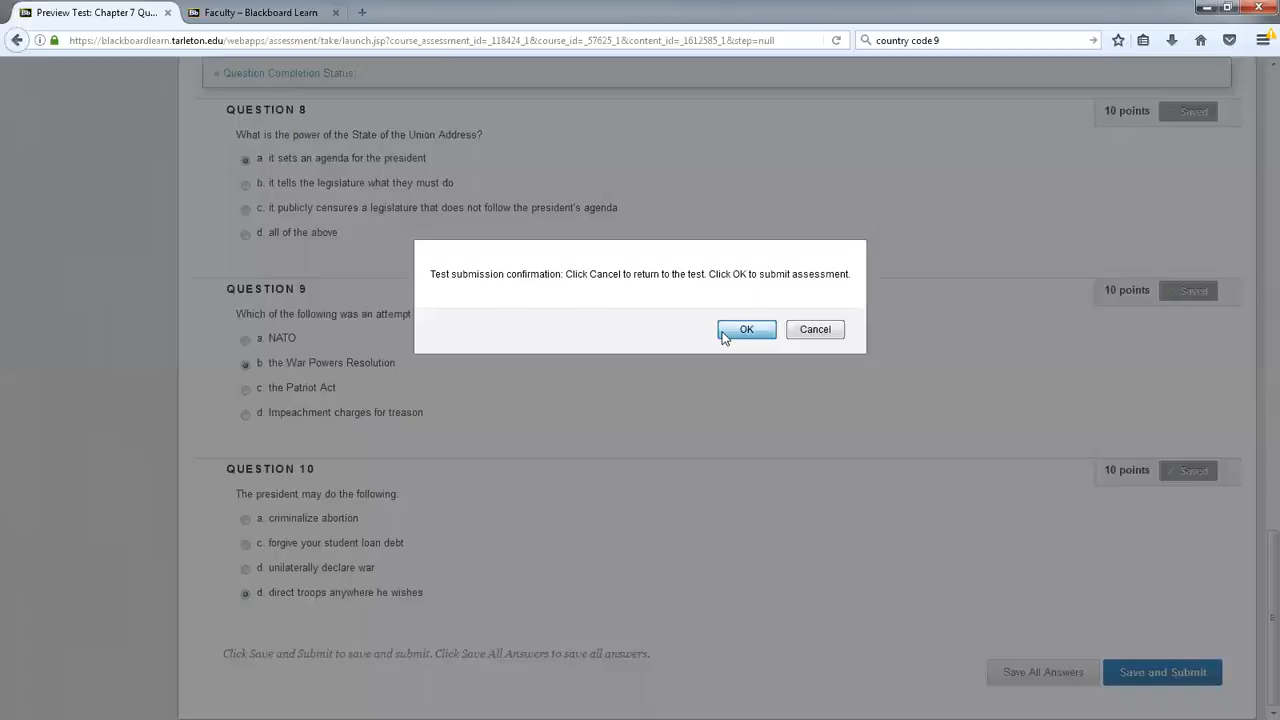 Preview Test: Chapter 7 Qu...
Faculty – Blackboard Learn
https://blackboardlearn.tarleton.edu/webapps/assessment/take/launch.jsp?course_assessment_id=_118424_1&course_id=_57625_1&content_id=_1612585_1&step=null
country code 9
Question Completion Status:
QUESTION 8
10 points
Saved
What is the power of the State of the Union Address?
a. it sets an agenda for the president
b. it tells the legislature what they must do
c. it publicly censures a legislature that does not follow the president's agenda
d. all of the above
Test submission confirmation: Click Cancel to return to the test. Click OK to submit assessment.
OK
Cancel
QUESTION 9
10 points
Saved
Which of the following was an attempt
a. NATO
b the War Powers Resolution
c. the Patriot Act
d. Impeachment charges for treason
QUESTION 10
10 points
Saved
The president may do the following:
a. criminalize abortion
c. forgive your student loan debt
d. unilaterally declare war
d. direct troops anywhere he wishes
Click Save and Submit to save and submit. Click Save All Answers to save all answers.
Save All Answers
Save and Submit